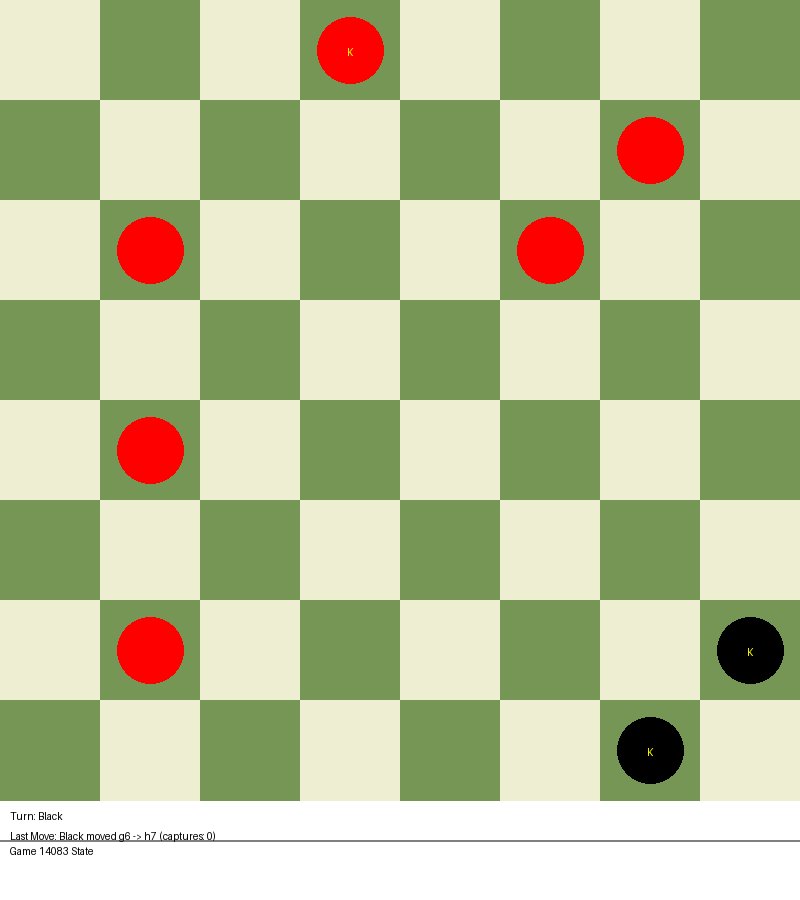 K
K
K
Turn: Black
Last Move: Black moved g6 -> h7 (captures: 0)
Game 14083 State